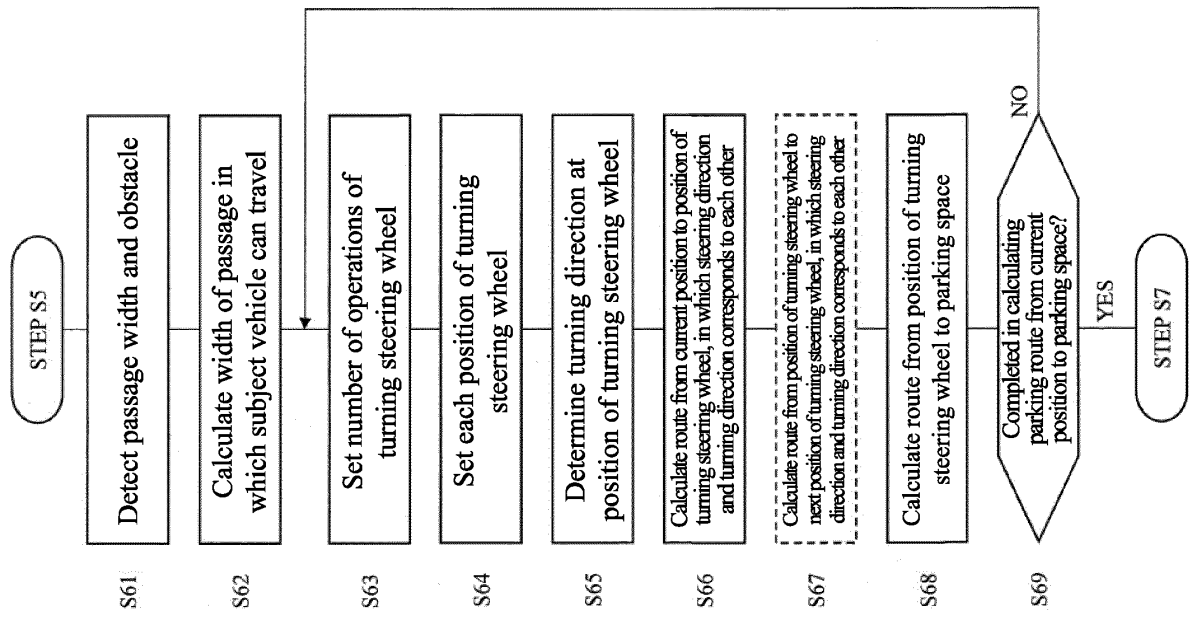 STEP S5
S61
Detect passage width and obstacle
S62
Calculate width of passage in
which subject vehicle can travel
S63
Set number of operations of
turning steering wheel
S64
Set each position of turning
steering wheel
S65
Determine turning direction at
position of turning steering wheel
S66
Calculate route from current position to position of
turning steering wheel, in which steering direction
and turning direction corresponds to each other
S67
Calculate route from position of turning steering wheel to
next position of turning steering wheel, in which steering
direction and turning direction corresponds to each other
S68
Calculate route from position of turning
steering wheel to parking space
S69
Completed in calculating
parking route from current
position to parking space?
NO
YES
STEP S7